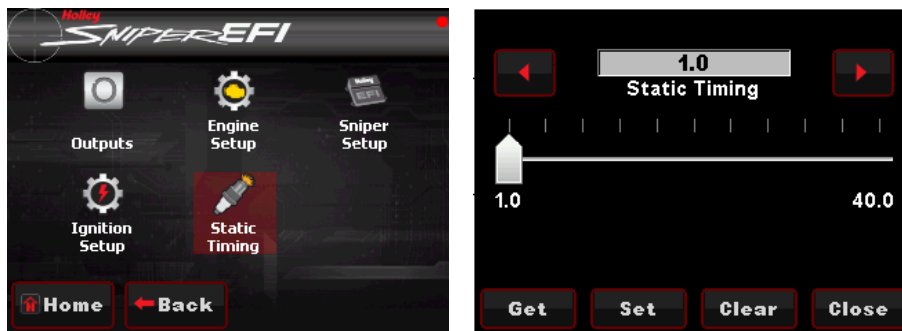 Holley
SNIPER EFI
Outputs
Engine
Setup
Holley
EFI
Sniper
Setup
Ignition
Setup
Static
Timing
Home
Back
1.0
Static Timing
1.0
40.0
Get
Set
Clear
Close